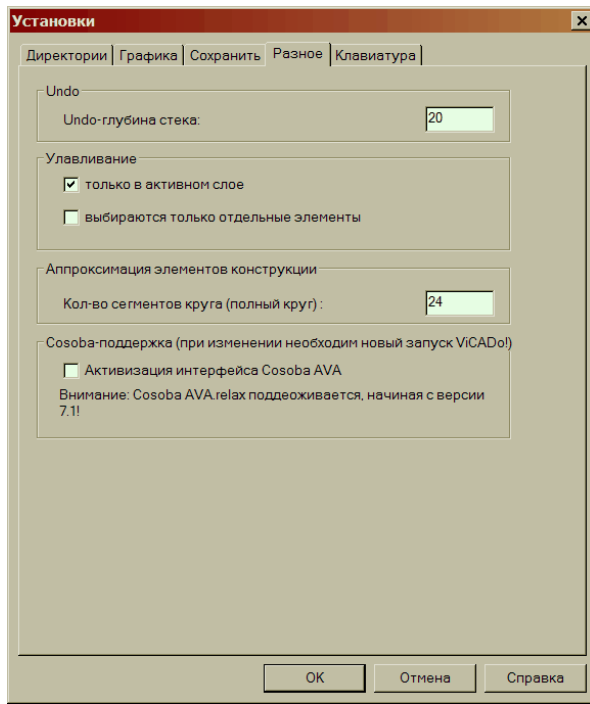 Установки
Директории Графика Сохранить Разное Клавиатура
Undo
Undo-глубина стека: 20
Улавливание
только в активном слое
выбираются только отдельные элементы
Аппроксимация элементов конструкции
Кол-во сегментов круга (полный круг) : 24
Cosoba-поддержка (при изменении необходим новый запуск ViCADo!)
Активизация интерфейса Cosoba AVA
Внимание: Cosoba AVA.relax поддеоживается, начиная с версии
7.1!
OK Отмена Справка